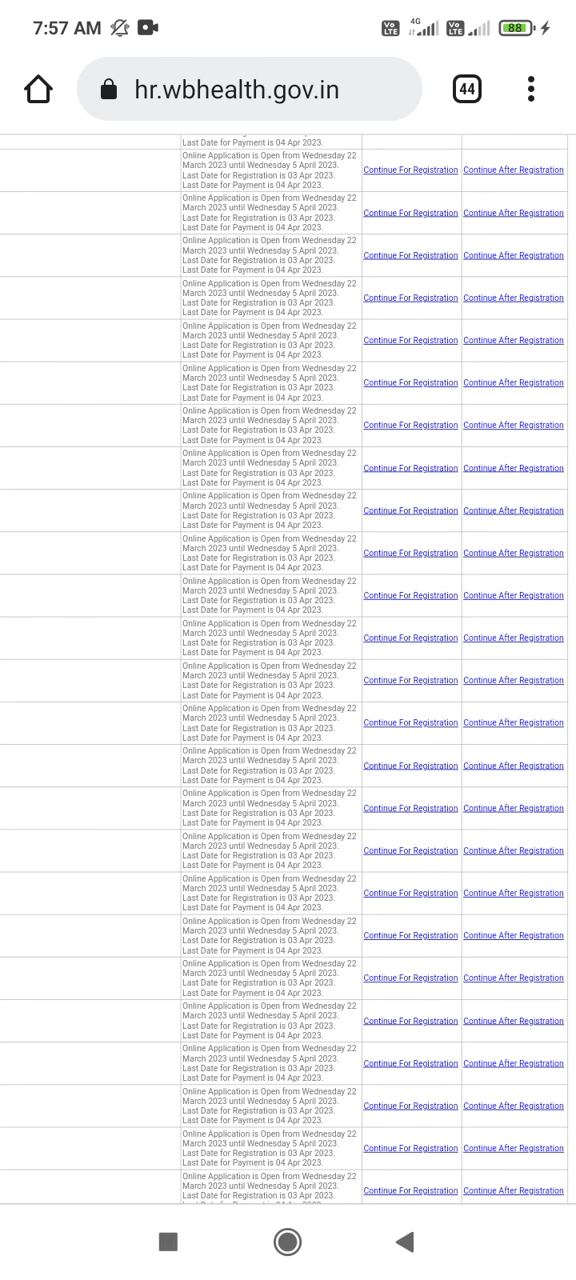 7:57 AM
Vo LTE 4G Vo LTE 88
hr.wbhealth.gov.in
44
Last Date for Payment is 04 Apr 2023.
Online Application is Open from Wednesday 22
March 2023 until Wednesday 5 April 2023.
Last Date for Registration is 03 Apr 2023.
Last Date for Payment is 04 Apr 2023.
Continue For Registration Continue After Registration
Online Application is Open from Wednesday 22
March 2023 until Wednesday 5 April 2023.
Last Date for Registration is 03 Apr 2023.
Last Date for Payment is 04 Apr 2023.
Continue For Registration Continue After Registration
Online Application is Open from Wednesday 22
March 2023 until Wednesday 5 April 2023.
Last Date for Registration is 03 Apr 2023.
Last Date for Payment is 04 Apr 2023.
Continue For Registration Continue After Registration
Online Application is Open from Wednesday 22
March 2023 until Wednesday 5 April 2023.
Last Date for Registration is 03 Apr 2023.
Last Date for Payment is 04 Apr 2023.
Continue For Registration Continue After Registration
Online Application is Open from Wednesday 22
March 2023 until Wednesday 5 April 2023.
Last Date for Registration is 03 Apr 2023.
Last Date for Payment is 04 Apr 2023.
Continue For Registration Continue After Registration
Online Application is Open from Wednesday 22
March 2023 until Wednesday 5 April 2023.
Last Date for Registration is 03 Apr 2023.
Last Date for Payment is 04 Apr 2023.
Continue For Registration Continue After Registration
Online Application is Open from Wednesday 22
March 2023 until Wednesday 5 April 2023.
Last Date for Registration is 03 Apr 2023.
Last Date for Payment is 04 Apr 2023.
Continue For Registration Continue After Registration
Online Application is Open from Wednesday 22
March 2023 until Wednesday 5 April 2023.
Last Date for Registration is 03 Apr 2023.
Last Date for Payment is 04 Apr 2023.
Continue For Registration Continue After Registration
Online Application is Open from Wednesday 22
March 2023 until Wednesday 5 April 2023.
Last Date for Registration is 03 Apr 2023.
Last Date for Payment is 04 Apr 2023.
Continue For Registration Continue After Registration
Online Application is Open from Wednesday 22
March 2023 until Wednesday 5 April 2023.
Last Date for Registration is 03 Apr 2023.
Last Date for Payment is 04 Apr 2023.
Continue For Registration Continue After Registration
Online Application is Open from Wednesday 22
March 2023 until Wednesday 5 April 2023.
Last Date for Registration is 03 Apr 2023.
Last Date for Payment is 04 Apr 2023.
Continue For Registration Continue After Registration
Online Application is Open from Wednesday 22
March 2023 until Wednesday 5 April 2023.
Last Date for Registration is 03 Apr 2023.
Last Date for Payment is 04 Apr 2023.
Continue For Registration Continue After Registration
Online Application is Open from Wednesday 22
March 2023 until Wednesday 5 April 2023.
Last Date for Registration is 03 Apr 2023.
Last Date for Payment is 04 Apr 2023.
Continue For Registration Continue After Registration
Online Application is Open from Wednesday 22
March 2023 until Wednesday 5 April 2023.
Last Date for Registration is 03 Apr 2023.
Last Date for Payment is 04 Apr 2023.
Continue For Registration Continue After Registration
Online Application is Open from Wednesday 22
March 2023 until Wednesday 5 April 2023.
Last Date for Registration is 03 Apr 2023.
Last Date for Payment is 04 Apr 2023.
Continue For Registration Continue After Registration
Online Application is Open from Wednesday 22
March 2023 until Wednesday 5 April 2023.
Last Date for Registration is 03 Apr 2023.
Last Date for Payment is 04 Apr 2023.
Continue For Registration Continue After Registration
Online Application is Open from Wednesday 22
March 2023 until Wednesday 5 April 2023.
Last Date for Registration is 03 Apr 2023.
Last Date for Payment is 04 Apr 2023.
Continue For Registration Continue After Registration
Online Application is Open from Wednesday 22
March 2023 until Wednesday 5 April 2023.
Last Date for Registration is 03 Apr 2023.
Last Date for Payment is 04 Apr 2023.
Continue For Registration Continue After Registration
Online Application is Open from Wednesday 22
March 2023 until Wednesday 5 April 2023.
Last Date for Registration is 03 Apr 2023.
Last Date for Payment is 04 Apr 2023.
Continue For Registration Continue After Registration
Online Application is Open from Wednesday 22
March 2023 until Wednesday 5 April 2023.
Last Date for Registration is 03 Apr 2023.
Last Date for Payment is 04 Apr 2023.
Continue For Registration Continue After Registration
Online Application is Open from Wednesday 22
March 2023 until Wednesday 5 April 2023.
Last Date for Registration is 03 Apr 2023.
Last Date for Payment is 04 Apr 2023.
Continue For Registration Continue After Registration
Online Application is Open from Wednesday 22
March 2023 until Wednesday 5 April 2023.
Last Date for Registration is 03 Apr 2023.
Last Date for Payment is 04 Apr 2023.
Continue For Registration Continue After Registration
Online Application is Open from Wednesday 22
March 2023 until Wednesday 5 April 2023.
Last Date for Registration is 03 Apr 2023.
Last Date for Payment is 04 Apr 2023.
Continue For Registration Continue After Registration
Online Application is Open from Wednesday 22
March 2023 until Wednesday 5 April 2023.
Last Date for Registration is 03 Apr 2023.
Last Date for Payment is 04 Apr 2023.
Continue For Registration Continue After Registration
Online Application is Open from Wednesday 22
March 2023 until Wednesday 5 April 2023.
Last Date for Registration is 03 Apr 2023.
Continue For Registration Continue After Registration